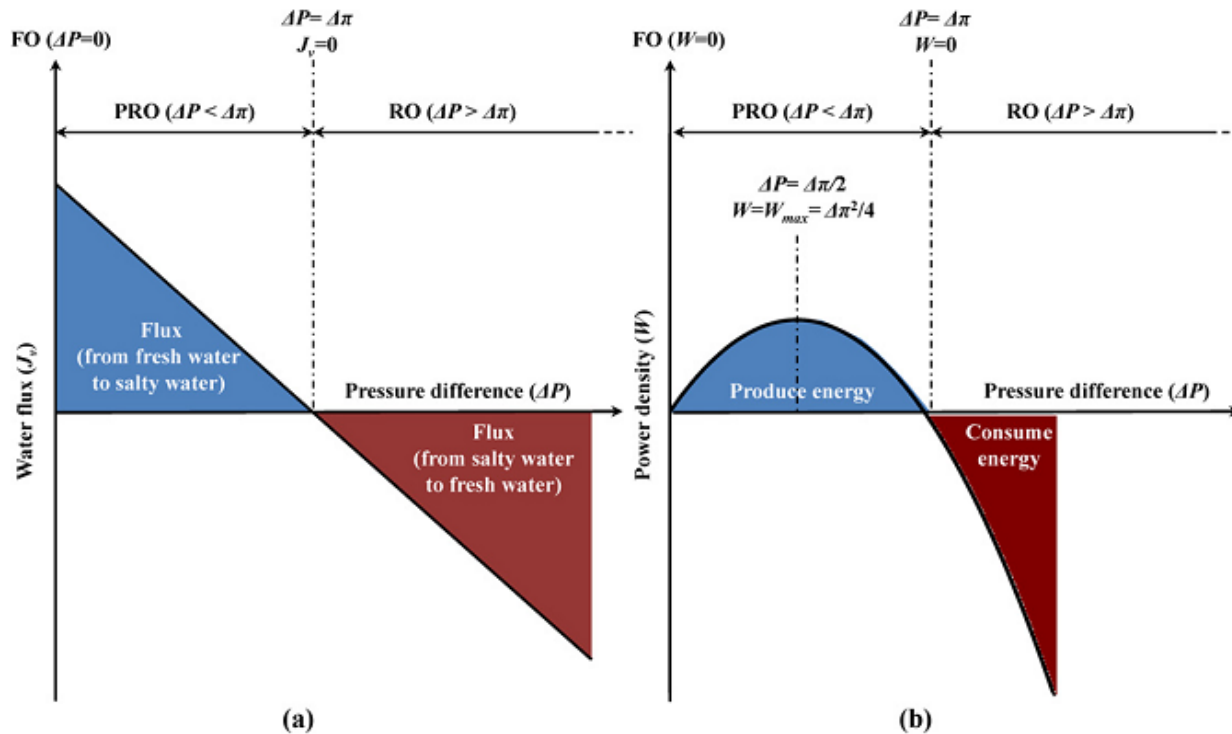 FO (ΔP=0)
ΔP= Δπ
Jv=0
PRO (ΔP < Δπ)
RO (ΔP > Δπ)
Flux
(from fresh water
to salty water)
Pressure difference (ΔP)
Flux
(from salty water
to fresh water)
Water flux (Jv)
(a)
FO (W=0)
ΔP= Δπ
W=0
PRO (ΔP < Δπ)
RO (ΔP > Δπ)
ΔP= Δπ/2
W=Wmax= Δπ²/4
Produce energy
Pressure difference (ΔP)
Consume
energy
Power density (W)
(b)